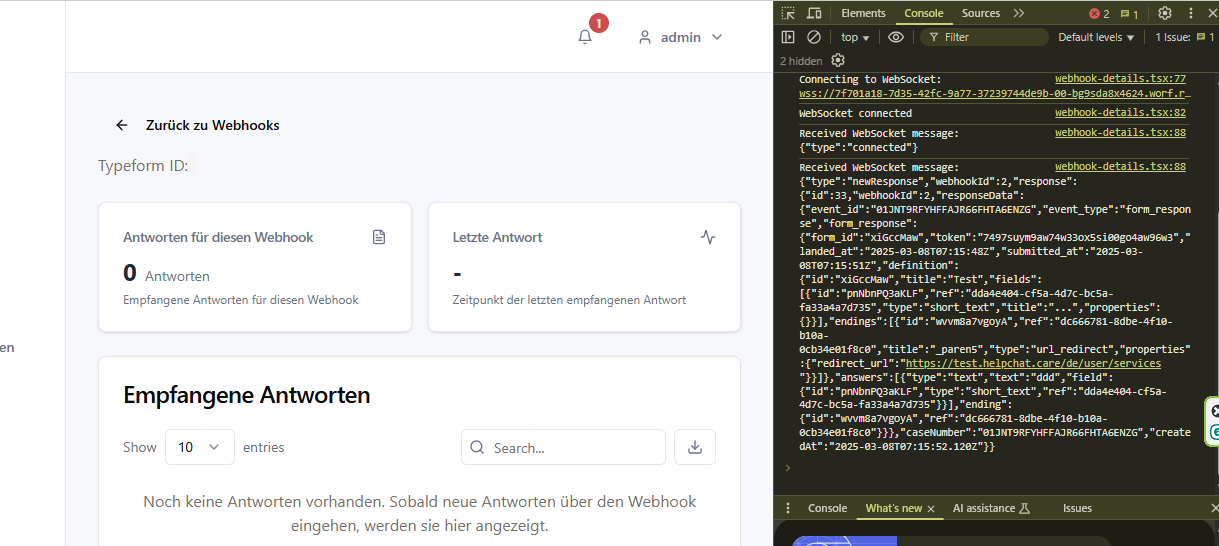 1
admin
Zurück zu Webhooks
Typeform ID:
Antworten für diesen Webhook
0 Antworten
Empfangene Antworten für diesen Webhook
Letzte Antwort
-
Zeitpunkt der letzten empfangenen Antwort
en
Empfangene Antworten
Show 10 entries
Search...
Noch keine Antworten vorhanden. Sobald neue Antworten über den Webhook
eingehen, werden sie hier angezeigt.
Elements Console Sources 2 1
top Filter Default levels 1 Issue: 1
2 hidden
Connecting to WebSocket: webhook-details.tsx:77
wss://7f701a18-7d35-42fc-9a77-37239744de9b-00-bg9sda8x4624.worf.r…
WebSocket connected webhook-details.tsx:82
Received WebSocket message: webhook-details.tsx:88
{"type":"connected"}
Received WebSocket message: webhook-details.tsx:88
{"type":"newResponse","webhookId":2,"response":
{"id":33,"webhookId":2,"responseData":
{"event_id":"01JNT9RFYHFFAJR66FHTA6ENZG","event_type":"form_respon
se","form_response":
{"form_id":"xiGccMaw","token":"7497suym9aw74w33ox5si00go4aw96w3","
landed_at":"2025-03-08T07:15:48Z","submitted_at":"2025-03-
08T07:15:51Z","definition":
{"id":"xiGccMaw","title":"Test","fields":
[{"id":"pnNbnPQ3aKLF","ref":"dda4e404-cf5a-4d7c-bc5a-
fa33a4a7d735","type":"short_text","title":"...","properties":
{}}],"endings":[{"id":"wvvm8a7vgoyA","ref":"dc666781-8dbe-4f10-
b10a-
0cb34e01f8c0","title":"_paren5","type":"url_redirect","properties"
:{"redirect_url":"https://test.helpchat.care/de/user/services
"}}]},"answers":[{"type":"text","text":"ddd","field":
{"id":"pnNbnPQ3aKLF","type":"short_text","ref":"dda4e404-cf5a-
4d7c-bc5a-fa33a4a7d735"}}],"ending":
{"id":"wvvm8a7vgoyA","ref":"dc666781-8dbe-4f10-b10a-
0cb34e01f8c0"}}},"caseNumber":"01JNT9RFYHFFAJR66FHTA6ENZG","create
dAt":"2025-03-08T07:15:52.120Z"}}
Console What's new AI assistance Issues